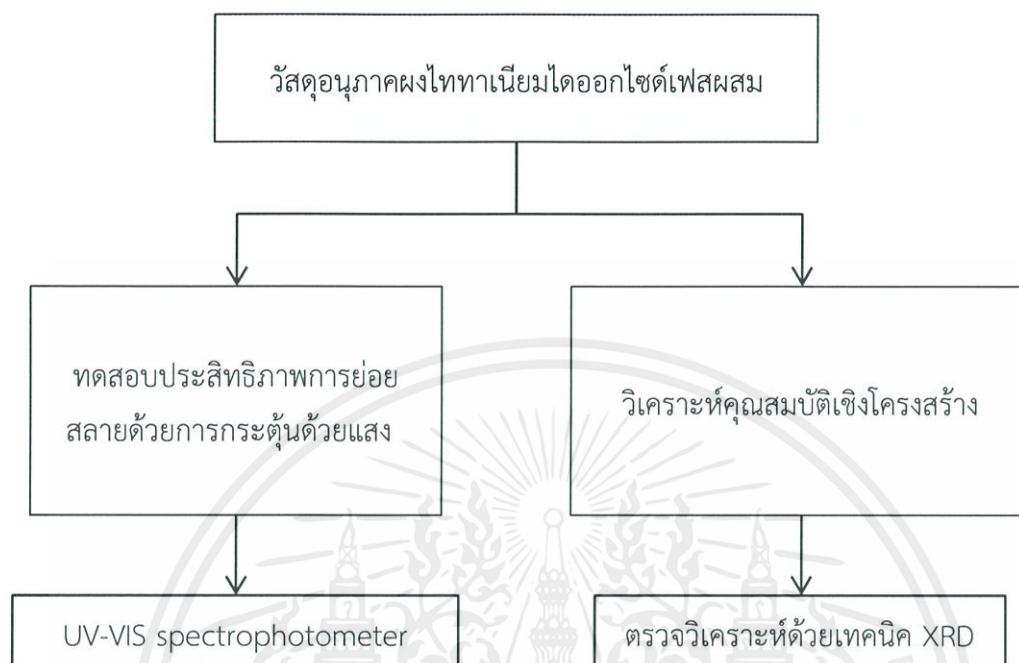 วัสดุอนุภาคผงไททาเนียมไดออกไซด์เฟสผสม
ทดสอบประสิทธิภาพการย่อย
สลายด้วยการกระตุ้นด้วยแสง
วิเคราะห์คุณสมบัติเชิงโครงสร้าง
UV-VIS spectrophotometer
ตรวจวิเคราะห์ด้วยเทคนิค XRD